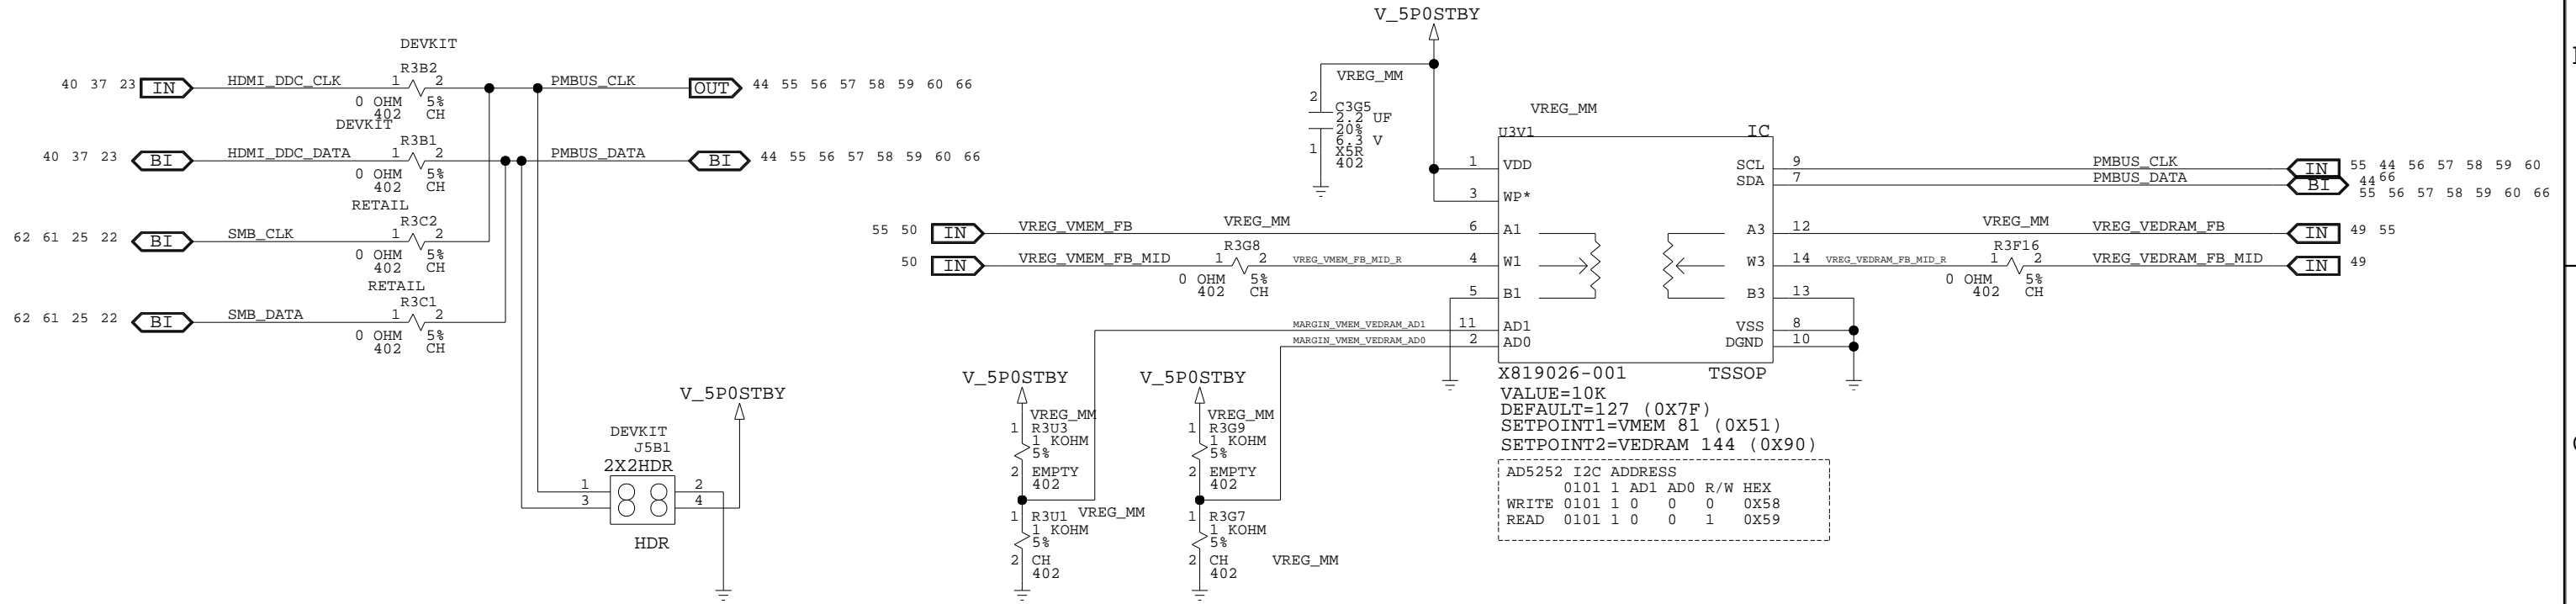 DEVKIT
R3B2
40 37 23 IN HDMI_DDC_CLK 1 2 PMBUS_CLK OUT 44 55 56 57 58 59 60 66
0 OHM 5%
402 CH
DEVKIT
R3B1
40 37 23 BI HDMI_DDC_DATA 1 2 PMBUS_DATA BI 44 55 56 57 58 59 60 66
0 OHM 5%
402 CH
RETAIL
R3C2
62 61 25 22 BI SMB_CLK 1 2
0 OHM 5%
402 CH
RETAIL
R3C1
62 61 25 22 BI SMB_DATA 1 2
0 OHM 5%
402 CH
V_5P0STBY
DEVKIT
J5B1
2X2HDR
1 2
3 4
HDR
V_5P0STBY
VREG_MM
2
C3G5
2.2 UF
20%
6.3 V
1 X5R
402
VREG_MM
U3V1 IC
1 VDD SCL 9 PMBUS_CLK IN 55 44 56 57 58 59 60
66
SDA 7 PMBUS_DATA BI 44
55 56 57 58 59 60 66
3 WP*
55 50 IN VREG_VMEM_FB VREG_MM 6 A1
A3 12 VREG_MM VREG_VEDRAM_FB IN 49 55
R3G8
50 IN VREG_VMEM_FB_MID 1 2 VREG_VMEM_FB_MID_R 4 W1
0 OHM 5%
402 CH
R3F16
W3 14 VREG_VEDRAM_FB_MID_R 1 2 VREG_VEDRAM_FB_MID IN 49
0 OHM 5%
402 CH
5 B1 B3 13
MARGIN_VMEM_VEDRAM_AD1 11 AD1 VSS 8
MARGIN_VMEM_VEDRAM_AD0 2 AD0 DGND 10
X819026-001 TSSOP
VALUE=10K
DEFAULT=127 (0X7F)
SETPOINT1=VMEM 81 (0X51)
SETPOINT2=VEDRAM 144 (0X90)
AD5252 I2C ADDRESS
0101 1 AD1 AD0 R/W HEX
WRITE 0101 1 0 0 0 0X58
READ 0101 1 0 0 1 0X59
V_5P0STBY
VREG_MM
1 R3U3
1 KOHM
5%
2 EMPTY
402
1 R3U1 VREG_MM
1 KOHM
5%
2 CH
402
V_5P0STBY
VREG_MM
1 R3G9
1 KOHM
5%
2 EMPTY
402
1 R3G7
1 KOHM
5%
2 CH VREG_MM
402